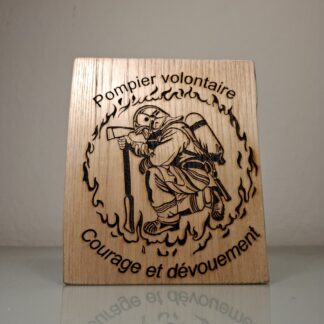 Pompier volontaire
Courage et dévouement